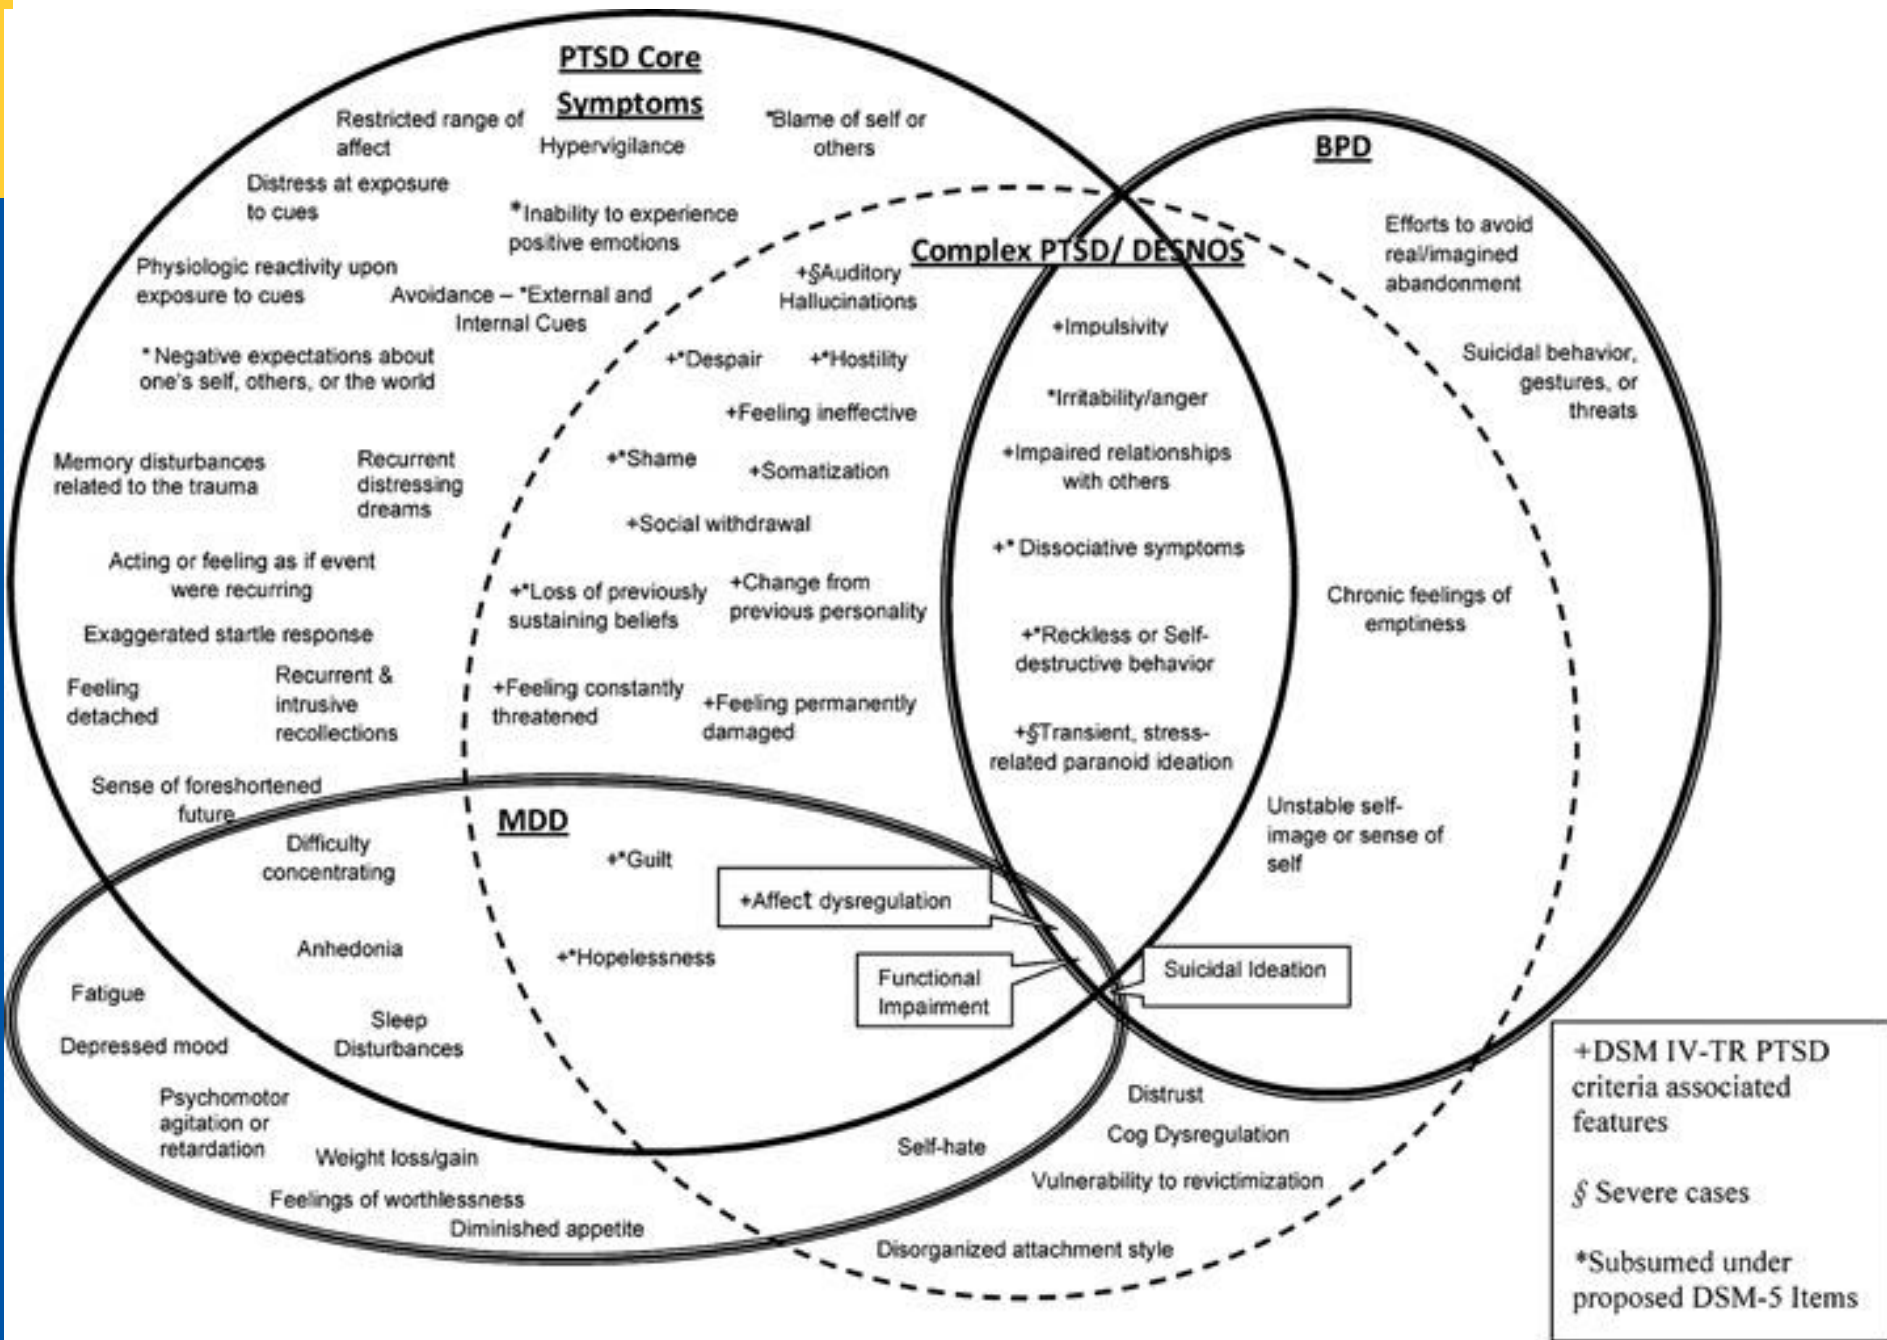 PTSD Core
Symptoms
Restricted range of
affect
Hypervigilance
*Blame of self or
others
Distress at exposure
to cues
*Inability to experience
positive emotions
Physiologic reactivity upon
exposure to cues
Avoidance – *External and
Internal Cues
*Negative expectations about
one's self, others, or the world
Memory disturbances
related to the trauma
Recurrent
distressing
dreams
Acting or feeling as if event
were recurring
Exaggerated startle response
Feeling
detached
Recurrent &
intrusive
recollections
Sense of foreshortened
future
Complex PTSD/ DESNOS
+§Auditory
Hallucinations
+*Despair
+*Hostility
+Feeling ineffective
+*Shame
+Somatization
+Social withdrawal
+*Loss of previously
sustaining beliefs
+Change from
previous personality
+Feeling constantly
threatened
+Feeling permanently
damaged
+Impulsivity
*Irritability/anger
+Impaired relationships
with others
+* Dissociative symptoms
+*Reckless or Self-
destructive behavior
+§Transient, stress-
related paranoid ideation
BPD
Efforts to avoid
real/imagined
abandonment
Suicidal behavior,
gestures, or
threats
Chronic feelings of
emptiness
Unstable self-
image or sense of
self
MDD
Difficulty
concentrating
+*Guilt
+Affect dysregulation
Anhedonia
+*Hopelessness
Functional
Impairment
Suicidal Ideation
Fatigue
Sleep
Disturbances
Depressed mood
Psychomotor
agitation or
retardation
Weight loss/gain
Feelings of worthlessness
Diminished appetite
Self-hate
Distrust
Cog Dysregulation
Vulnerability to revictimization
Disorganized attachment style
+DSM IV-TR PTSD
criteria associated
features
§ Severe cases
*Subsumed under
proposed DSM-5 Items